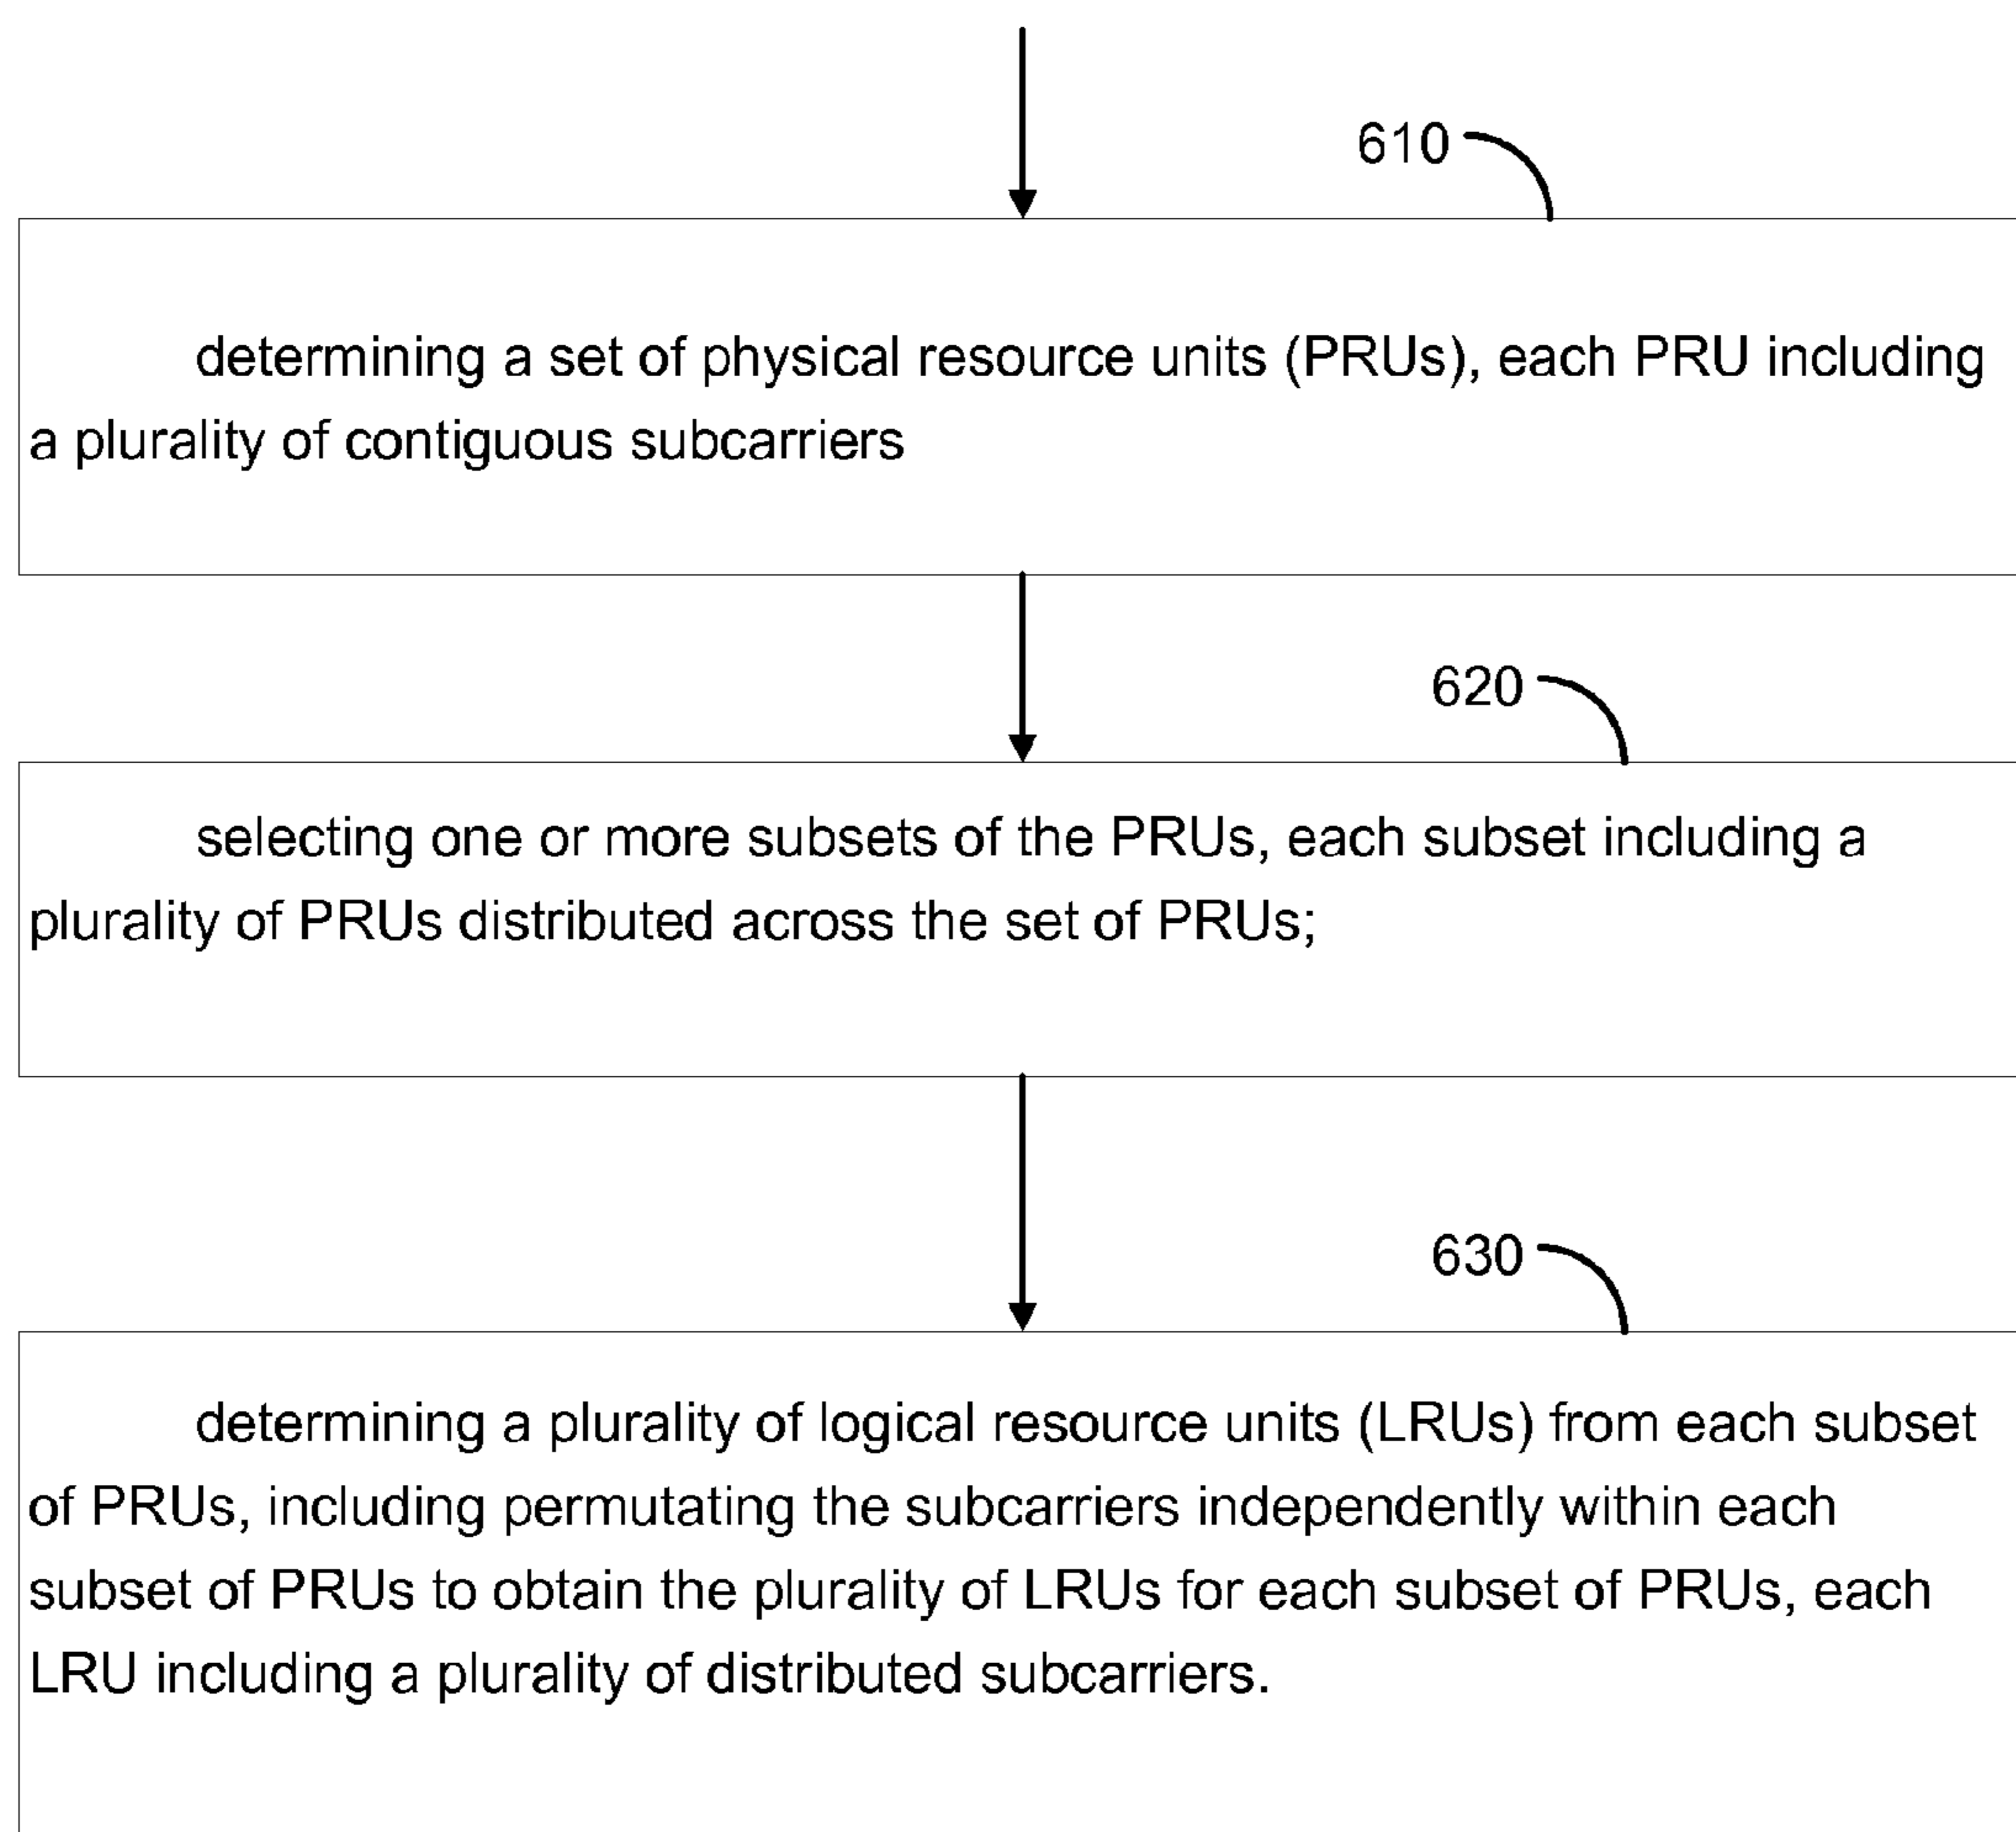 610
determining a set of physical resource units (PRUs), each PRU including
a plurality of contiguous subcarriers
620
selecting one or more subsets of the PRUs, each subset including a
plurality of PRUs distributed across the set of PRUs;
630
determining a plurality of logical resource units (LRUs) from each subset
of PRUs, including permutating the subcarriers independently within each
subset of PRUs to obtain the plurality of LRUs for each subset of PRUs, each
LRU including a plurality of distributed subcarriers.